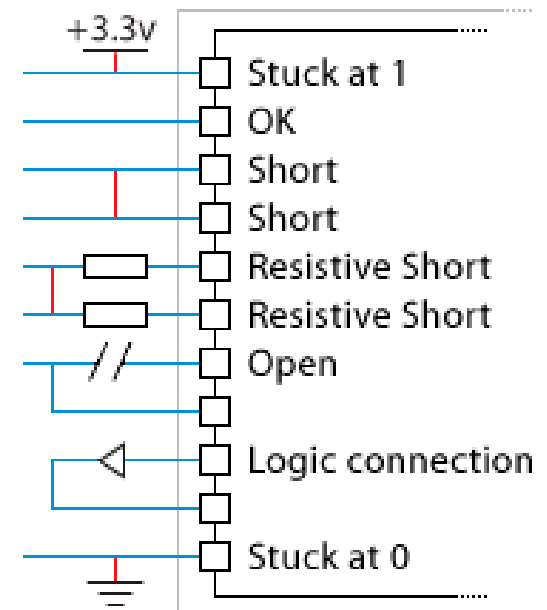 +3.3v
Stuck at 1
OK
Short
Short
Resistive Short
Resistive Short
Open
Logic connection
Stuck at 0